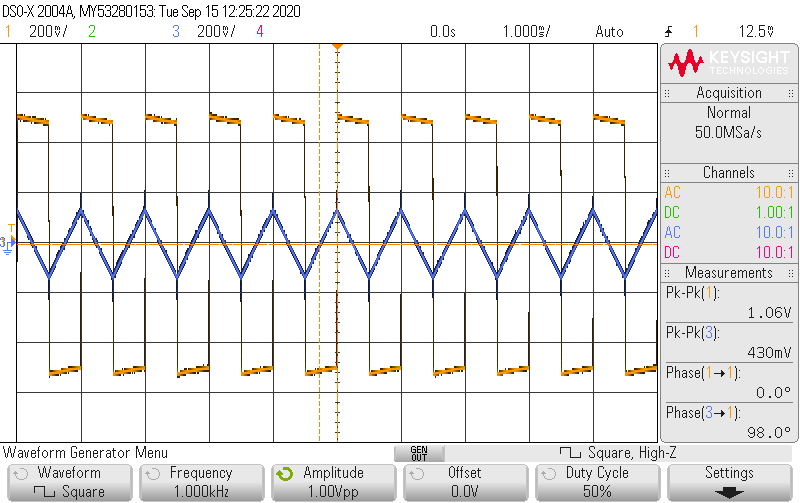 DSO-X 2004A, MY53280153: Tue Sep 15 12:25:22 2020
1 200♈/ 2 3 200♈/ 4 0.0s 1.000♈/ Auto 1 12.5♈
KEYSIGHT
TECHNOLOGIES
Acquisition
Normal
50.0MSa/s
Channels
AC 10.0:1
DC 1.00:1
AC 10.0:1
DC 10.0:1
Measurements
Pk-Pk(1):
1.06V
Pk-Pk(3):
430mV
Phase(1→1):
0.0°
Phase(3→1):
98.0°
T
3
Waveform Generator Menu
GEN OUT
Square, High-Z
Waveform
Square
Frequency
1.000kHz
Amplitude
1.00Vpp
Offset
0.0V
Duty Cycle
50%
Settings